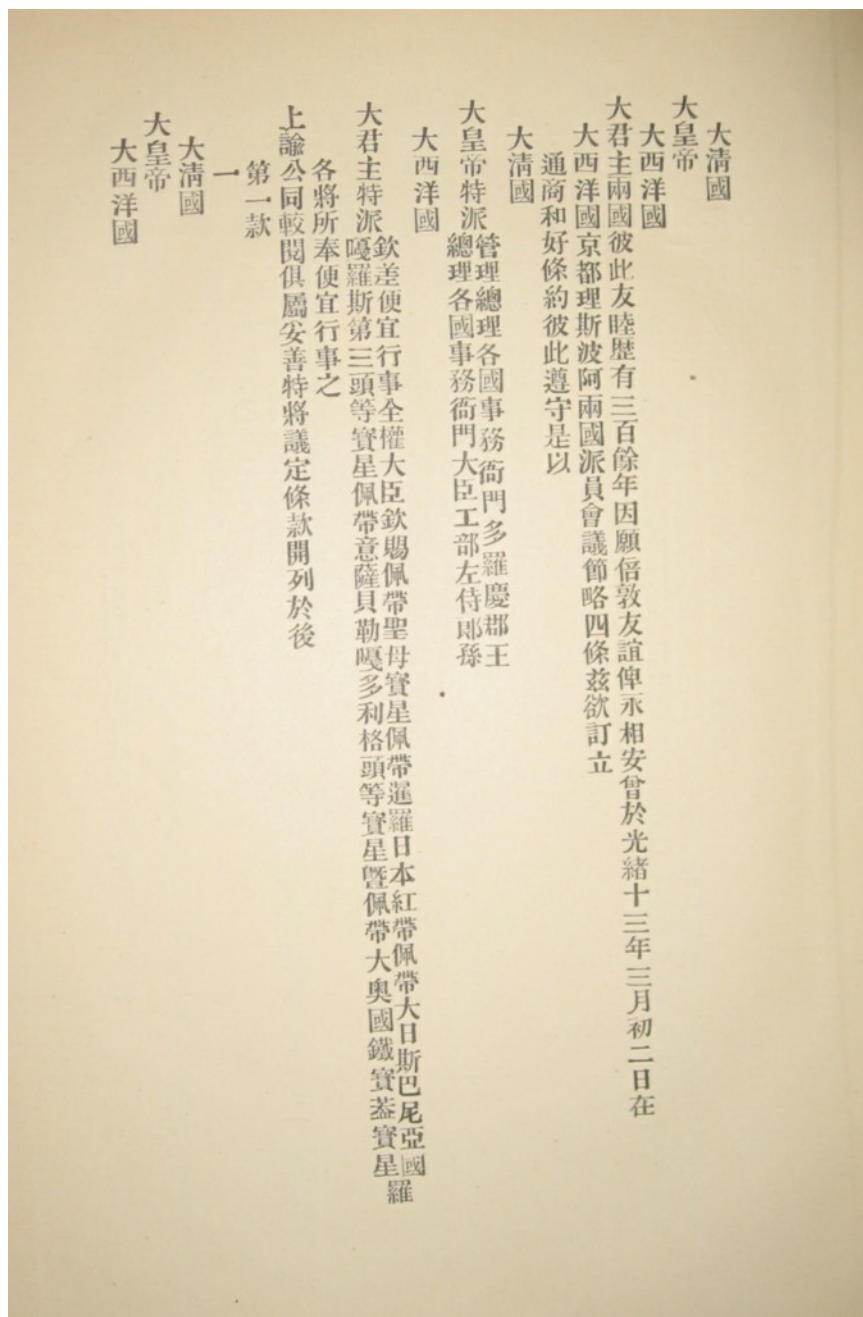 大清國
大皇帝
大西洋國
大君主兩國彼此友睦歷有三百餘年因願倍敦友誼俾永相安曾於光緒十三年三月初二日在
大西洋國京都理斯波阿兩國派員會議節略四條茲欲訂立
通商和好條約彼此遵守是以
大清國
大皇帝特派
管理總理各國事務衙門多羅慶郡王
總理各國事務衙門大臣工部左侍郎孫
大西洋國
大君主特派
欽差便宜行事全權大臣欽賜佩帶聖母寶星佩帶暹羅日本紅帶佩帶大日斯巴尼亞國
嘎羅斯第三頭等寶星佩帶意薩貝勒嘎多利格頭等寶星暨佩帶大奧國鐵寶蓋寶星羅
各將所奉便宜行事之
上諭公同較閱俱屬妥善特將議定條款開列於後
第一款
一
大清國
大皇帝
大西洋國